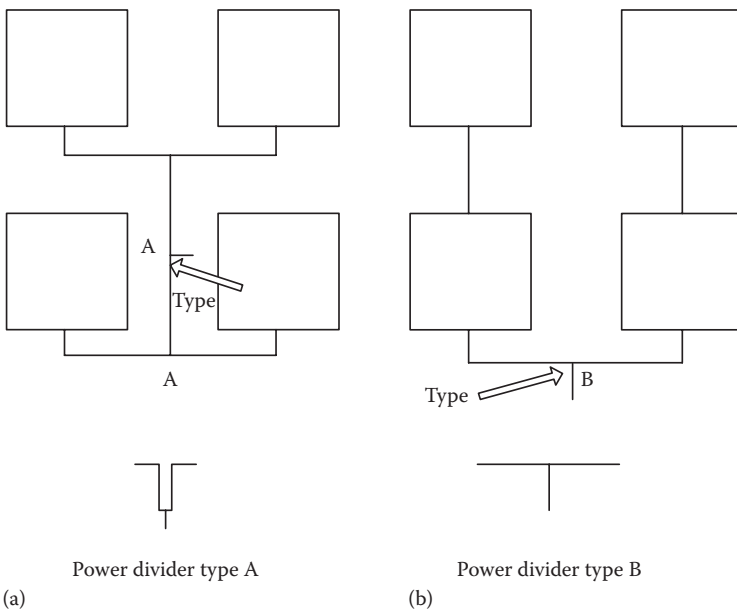 A
Type
A
B
Type
Power divider type A
Power divider type B
(a)
(b)